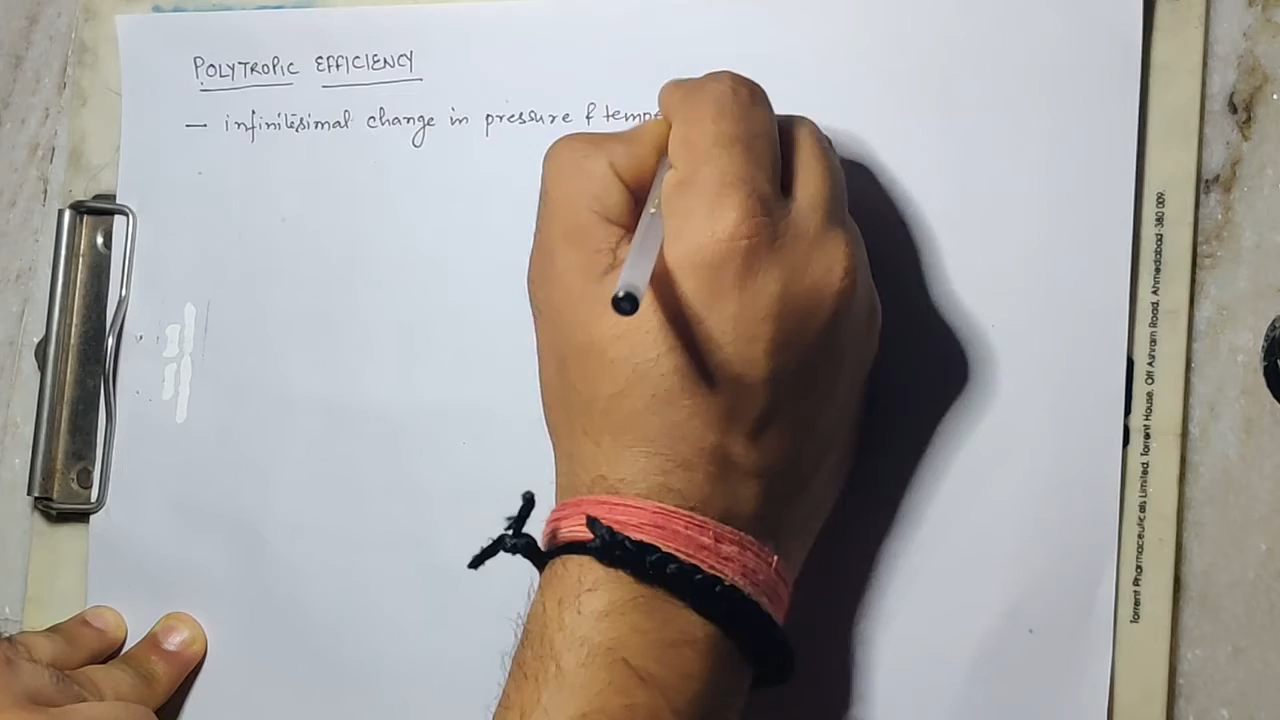 POLYTROPIC EFFICIENCY
— infinitesimal change in pressure & tempe
Torrent Pharmaceuticals Limited, Torrent House, Off Ashram Road, Ahmedabad-380 009.